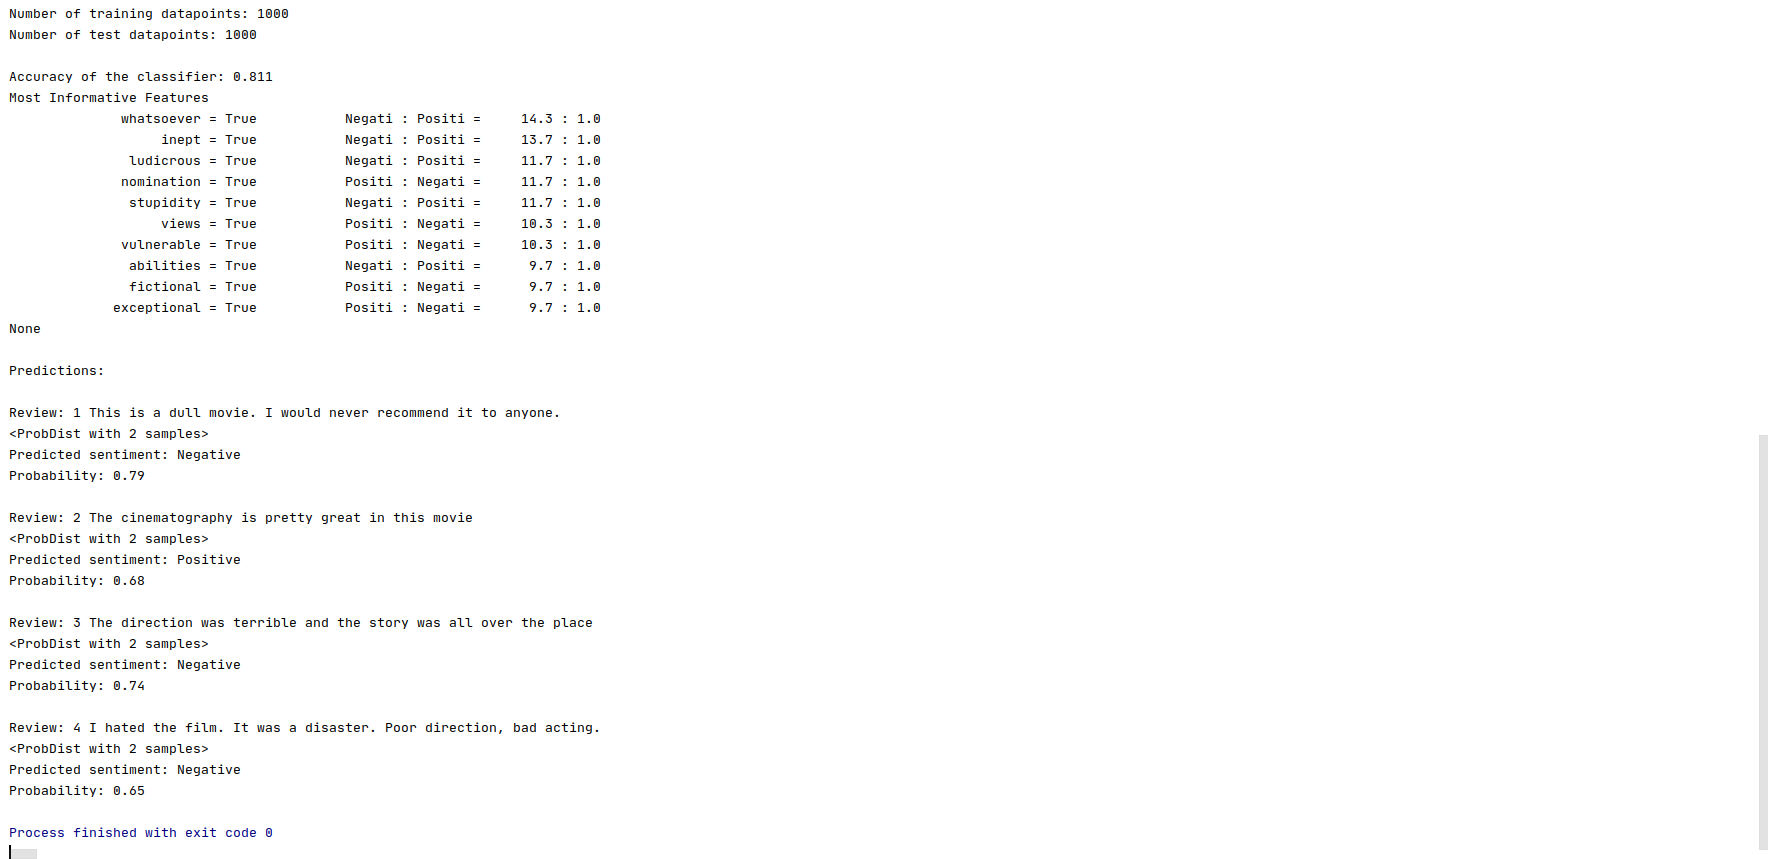 Number of training datapoints: 1000
Number of test datapoints: 1000
Accuracy of the classifier: 0.811
Most Informative Features
whatsoever = True Negati : Positi = 14.3 : 1.0
inept = True Negati : Positi = 13.7 : 1.0
ludicrous = True Negati : Positi = 11.7 : 1.0
nomination = True Positi : Negati = 11.7 : 1.0
stupidity = True Negati : Positi = 11.7 : 1.0
views = True Positi : Negati = 10.3 : 1.0
vulnerable = True Positi : Negati = 10.3 : 1.0
abilities = True Negati : Positi = 9.7 : 1.0
fictional = True Positi : Negati = 9.7 : 1.0
exceptional = True Positi : Negati = 9.7 : 1.0
None
Predictions:
Review: 1 This is a dull movie. I would never recommend it to anyone.
<ProbDist with 2 samples>
Predicted sentiment: Negative
Probability: 0.79
Review: 2 The cinematography is pretty great in this movie
<ProbDist with 2 samples>
Predicted sentiment: Positive
Probability: 0.68
Review: 3 The direction was terrible and the story was all over the place
<ProbDist with 2 samples>
Predicted sentiment: Negative
Probability: 0.74
Review: 4 I hated the film. It was a disaster. Poor direction, bad acting.
<ProbDist with 2 samples>
Predicted sentiment: Negative
Probability: 0.65
Process finished with exit code 0